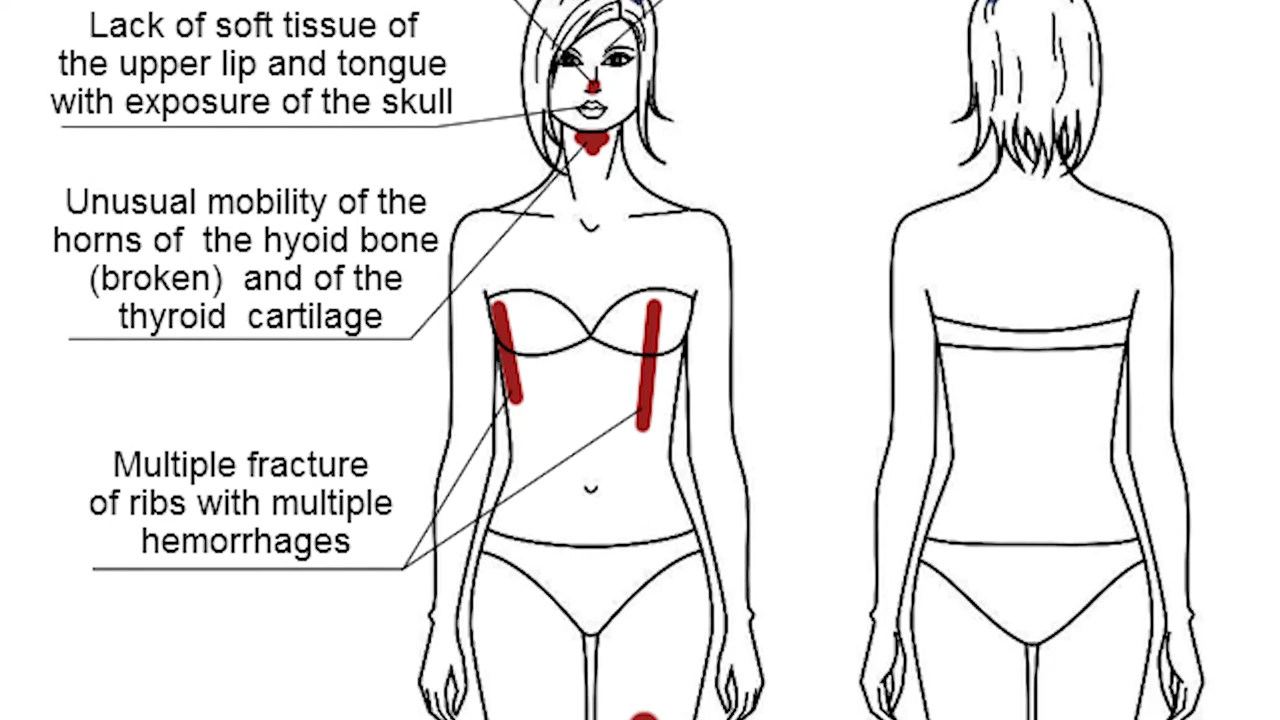 Lack of soft tissue of
the upper lip and tongue
with exposure of the skull
Unusual mobility of the
horns of  the hyoid bone
(broken)  and of the
thyroid  cartilage
Multiple fracture
of ribs with multiple
hemorrhages